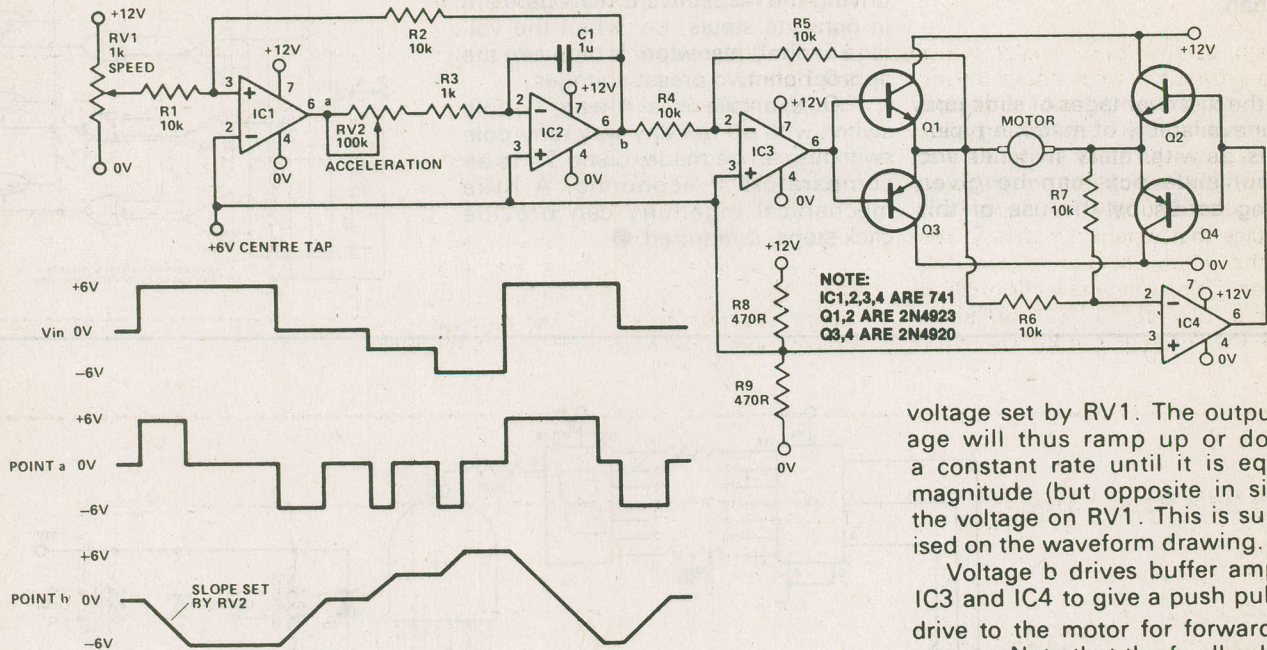 +12V
RV1
1k
SPEED
0V
R1
10k
R2
10k
+12V
3
+
2
-
7
6
4
IC1
0V
a
RV2
100k
ACCELERATION
R3
1k
C1
1u
+12V
2
-
3
+
7
6
4
IC2
0V
b
R4
10k
R5
10k
+12V
2
-
3
+
7
6
4
IC3
0V
Q1
Q3
MOTOR
+12V
Q2
Q4
R7
10k
0V
+6V CENTRE TAP
+12V
R8
470R
R9
470R
0V
NOTE:
IC1,2,3,4 ARE 741
Q1,2 ARE 2N4923
Q3,4 ARE 2N4920
R6
10k
2
-
3
+
7
+12V
6
IC4
4
0V
+6V
Vin 0V
-6V
+6V
POINT a 0V
-6V
+6V
POINT b 0V
-6V
SLOPE SET
BY RV2
voltage set by RV1. The outpu
age will thus ramp up or do
a constant rate until it is eq
magnitude (but opposite in si
the voltage on RV1. This is su
ised on the waveform drawing.
Voltage b drives buffer am
IC3 and IC4 to give a push pul
drive to the motor for forward